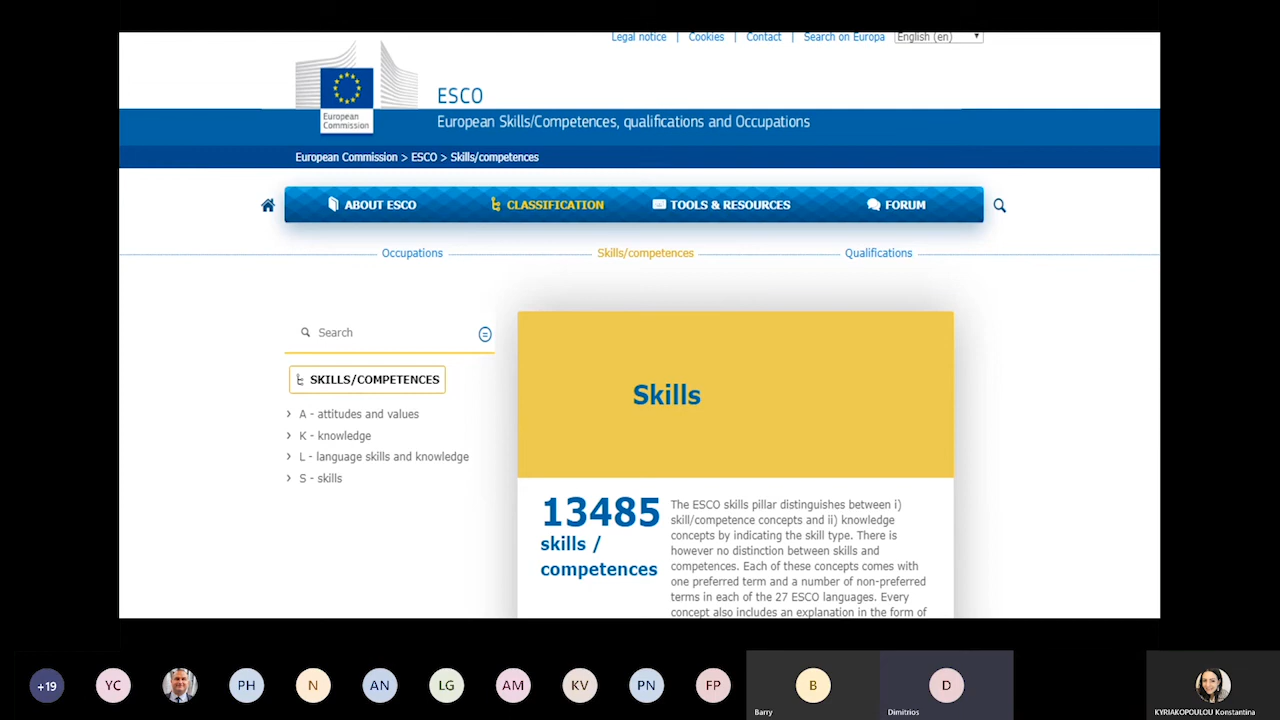 Legal notice | Cookies | Contact | Search on Europa English (en)
European
Commission
ESCO
European Skills/Competences, qualifications and Occupations
European Commission > ESCO > Skills/competences
ABOUT ESCO CLASSIFICATION TOOLS & RESOURCES FORUM
Occupations Skills/competences Qualifications
Search
SKILLS/COMPETENCES
A - attitudes and values
K - knowledge
L - language skills and knowledge
S - skills
Skills
13485
skills /
competences
The ESCO skills pillar distinguishes between i)
skill/competence concepts and ii) knowledge
concepts by indicating the skill type. There is
however no distinction between skills and
competences. Each of these concepts comes with
one preferred term and a number of non-preferred
terms in each of the 27 ESCO languages. Every
concept also includes an explanation in the form of
+19 YC PH N AN LG AM KV PN FP B D
Barry Dimitrios KYRIAKOPOULOU Konstantina